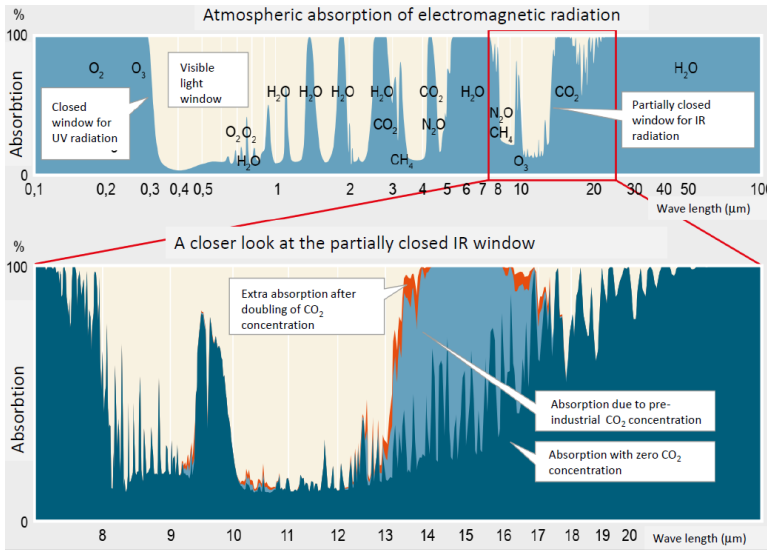 % Atmospheric absorption of electromagnetic radiation
100
Absorbtion
0
O2 O3
Closed
window for
UV radiation
Visible
light
window
O2 O2
H2O
H2O H2O H2O H2O CO2 H2O
CO2 N2O
CH4
N2O
CH4
O3
CO2
Partially closed
window for IR
radiation
H2O
0,1 0,2 0,3 0,4 0,5 1 2 3 4 5 6 7 8 10 20 30 40 50 100
Wave length (μm)
% A closer look at the partially closed IR window
100
Absorbtion
0
Extra absorption after
doubling of CO2
concentration
Absorption due to pre-
industrial CO2 concentration
Absorption with zero CO2
concentration
8 9 10 11 12 13 14 15 16 17 18 19 20 Wave length (μm)